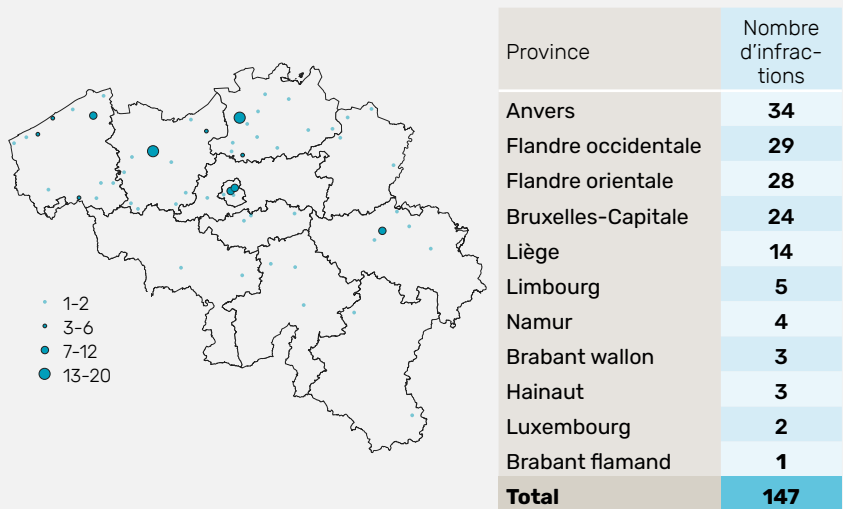 1-2
3-6
7-12
13-20
Province
Nombre
d'infrac-
tions
Anvers 34
Flandre occidentale 29
Flandre orientale 28
Bruxelles-Capitale 24
Liège 14
Limbourg 5
Namur 4
Brabant wallon 3
Hainaut 3
Luxembourg 2
Brabant flamand 1
Total 147